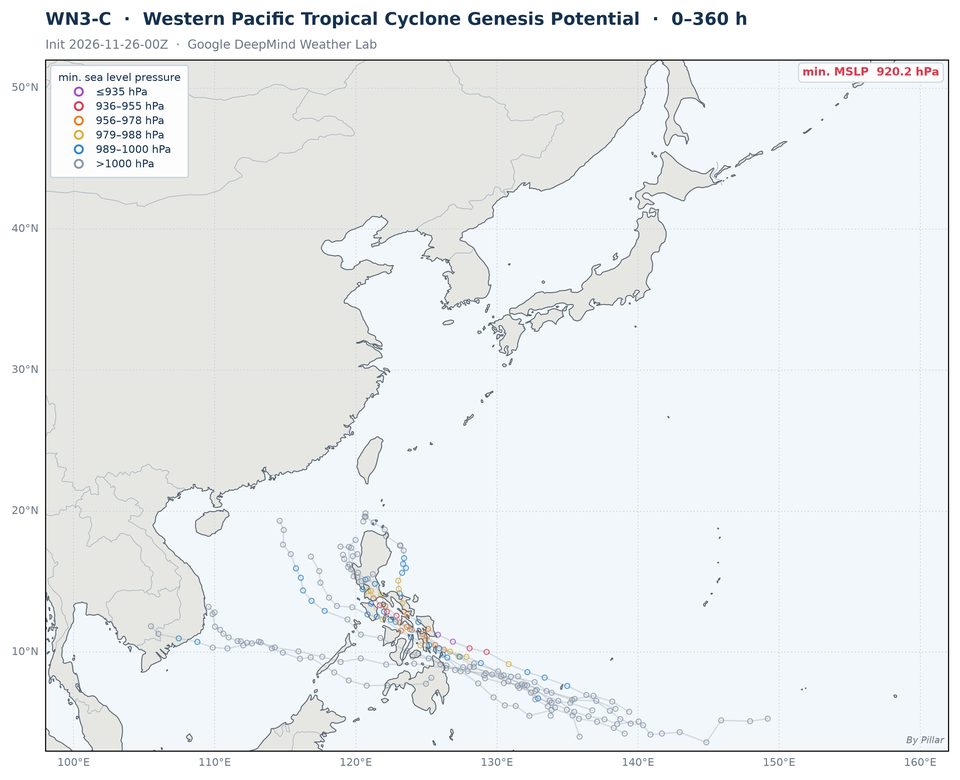 WN3-C · Western Pacific Tropical Cyclone Genesis Potential · 0–360 h
Init 2026-11-26-00Z · Google DeepMind Weather Lab
min. sea level pressure
≤935 hPa
936–955 hPa
956–978 hPa
979–988 hPa
989–1000 hPa
>1000 hPa
min. MSLP 920.2 hPa
50°N
40°N
30°N
20°N
10°N
By Pillar
100°E 110°E 120°E 130°E 140°E 150°E 160°E